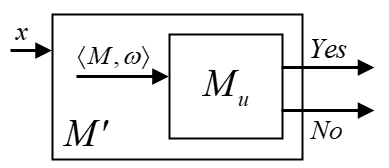 x
⟨M, ω⟩
M_u
M′
Yes
No